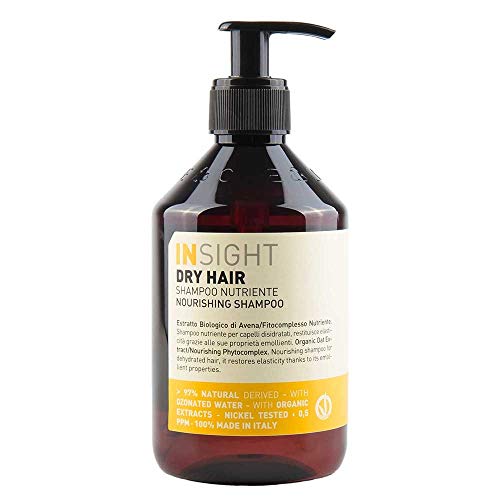 INSIGHT
DRY HAIR
SHAMPOO NUTRIENTE
NOURISHING SHAMPOO
Estratto Biologico di Avena/Fitocomplesso Nutriente.
Shampoo nutriente per capelli disidratati, restituisce elasti-
cità grazie alle sue proprietà emollienti. Organic Oat Ex-
tract/Nourishing Phytocomplex. Nourishing shampoo for
dehydrated hair, it restores elasticity thanks to its emol-
lient properties.
> 97% NATURAL DERIVED - WITH
OZONATED WATER - WITH ORGANIC
EXTRACTS - NICKEL TESTED < 0,5
PPM - 100% MADE IN ITALY